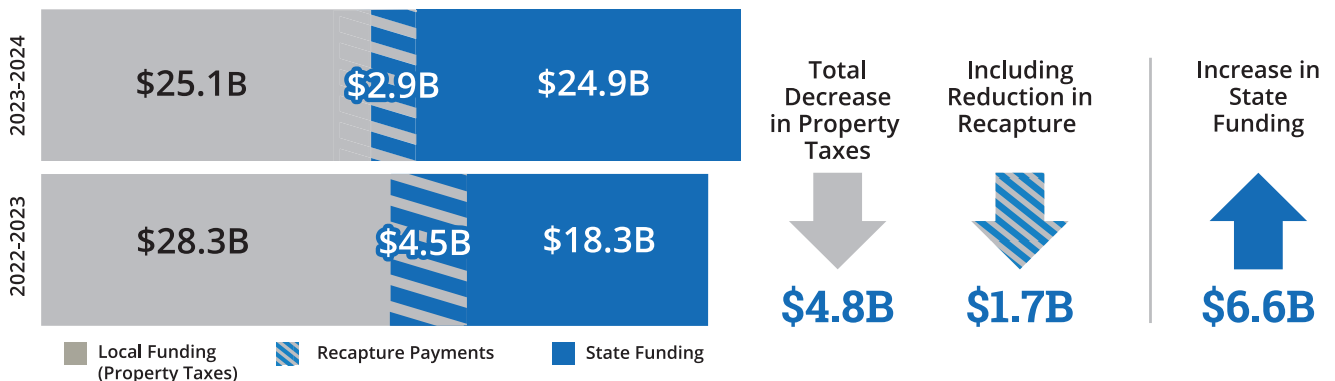 2023-2024
$25.1B
$2.9B
$24.9B
2022-2023
$28.3B
$4.5B
$18.3B
Local Funding
(Property Taxes)
Recapture Payments
State Funding
Total
Decrease
in Property
Taxes
$4.8B
Including
Reduction in
Recapture
$1.7B
Increase in
State
Funding
$6.6B